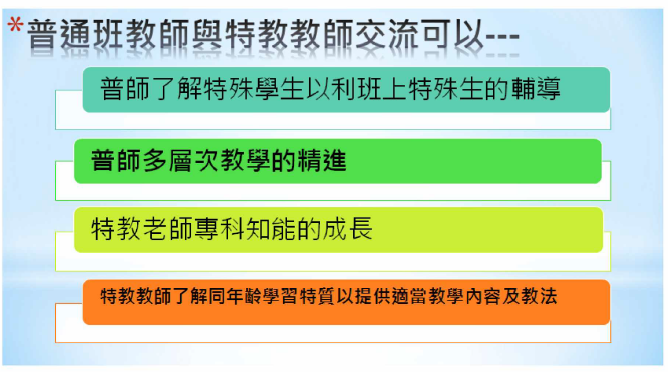 *普通班教師與特教教師交流可以---
普師了解特殊學生以利班上特殊生的輔導
普師多層次教學的精進
特教老師專科知能的成長
特教教師了解同年齡學習特質以提供適當教學內容及教法